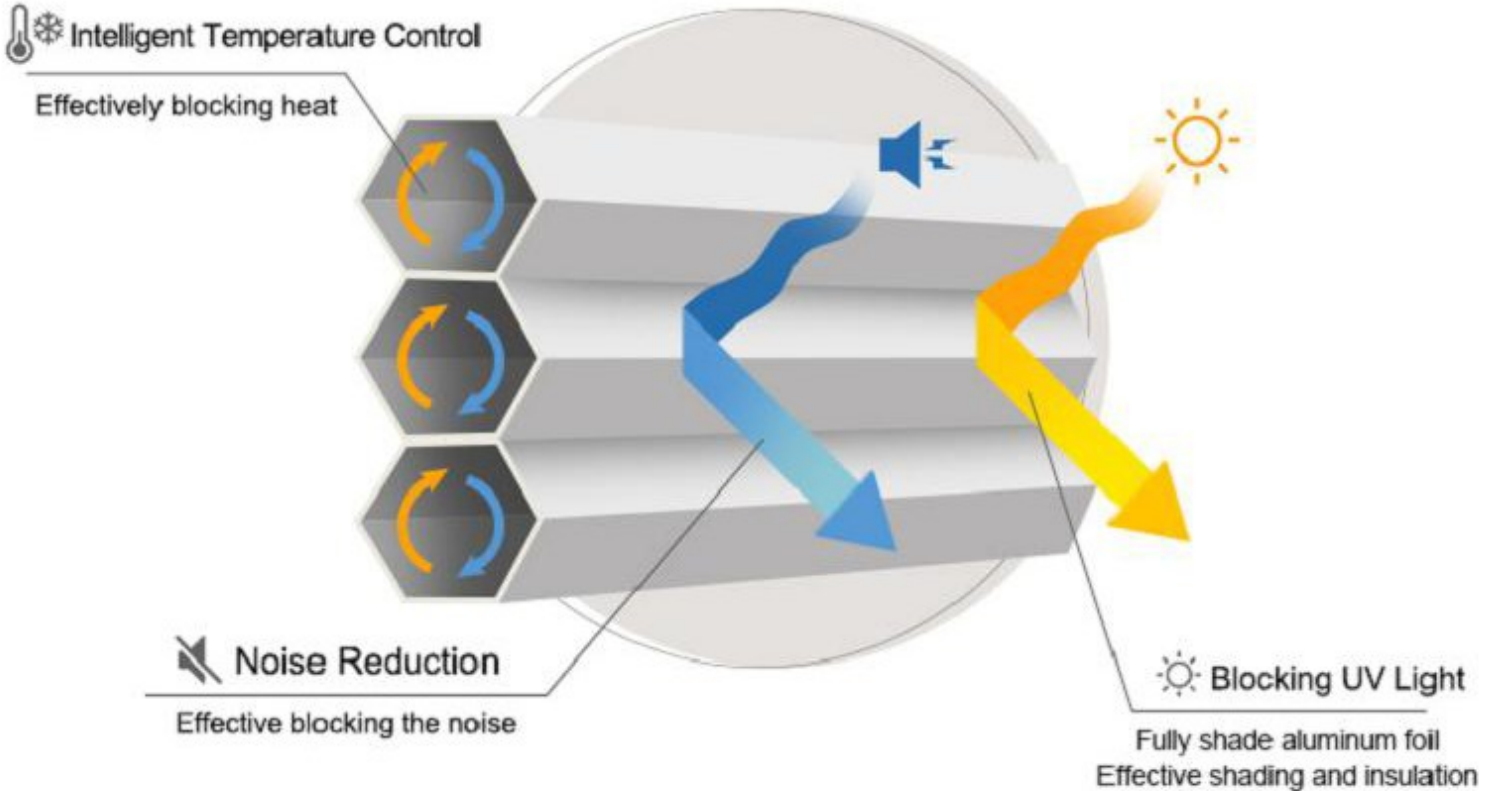 Intelligent Temperature Control
Effectively blocking heat
Noise Reduction
Effective blocking the noise
Blocking UV Light
Fully shade aluminum foil
Effective shading and insulation